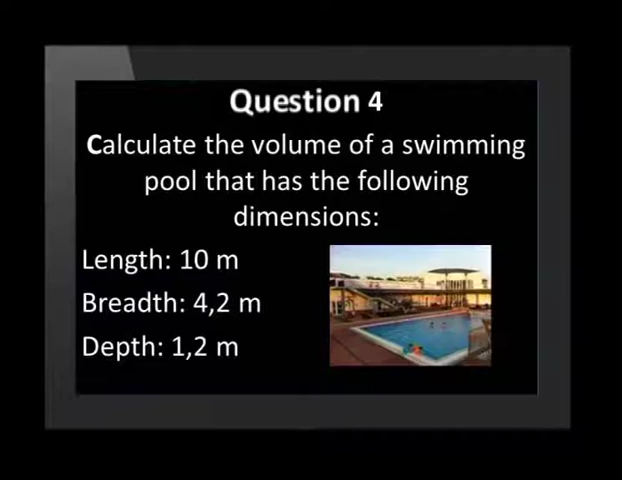 Question 4
Calculate the volume of a swimming
pool that has the following
dimensions:
Length: 10 m
Breadth: 4,2 m
Depth: 1,2 m